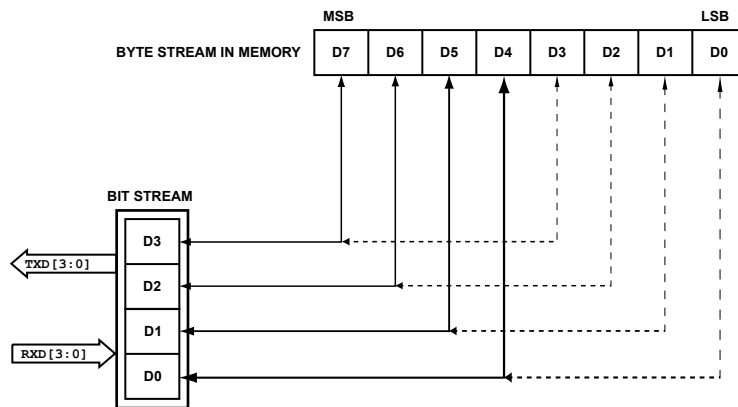 MSB LSB
BYTE STREAM IN MEMORY D7 D6 D5 D4 D3 D2 D1 D0
BIT STREAM
D3
TXD[3:0]
D2
D1
RXD[3:0]
D0